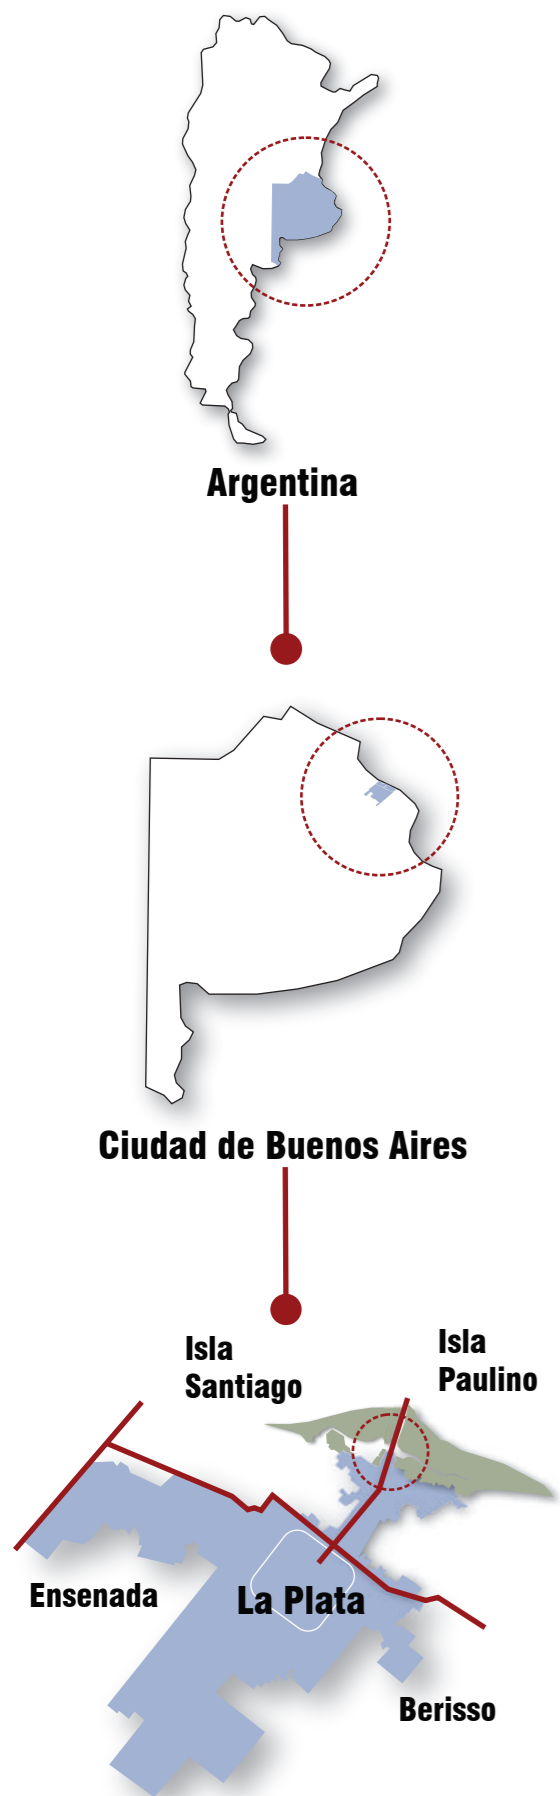 Argentina
Ciudad de Buenos Aires
Isla
Santiago
Isla
Paulino
Ensenada
La Plata
Berisso